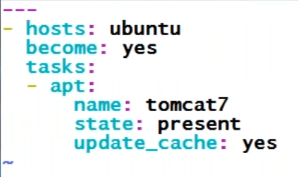 ---
- hosts: ubuntu
  become: yes
  tasks:
  - apt:
      name: tomcat7
      state: present
      update_cache: yes
~